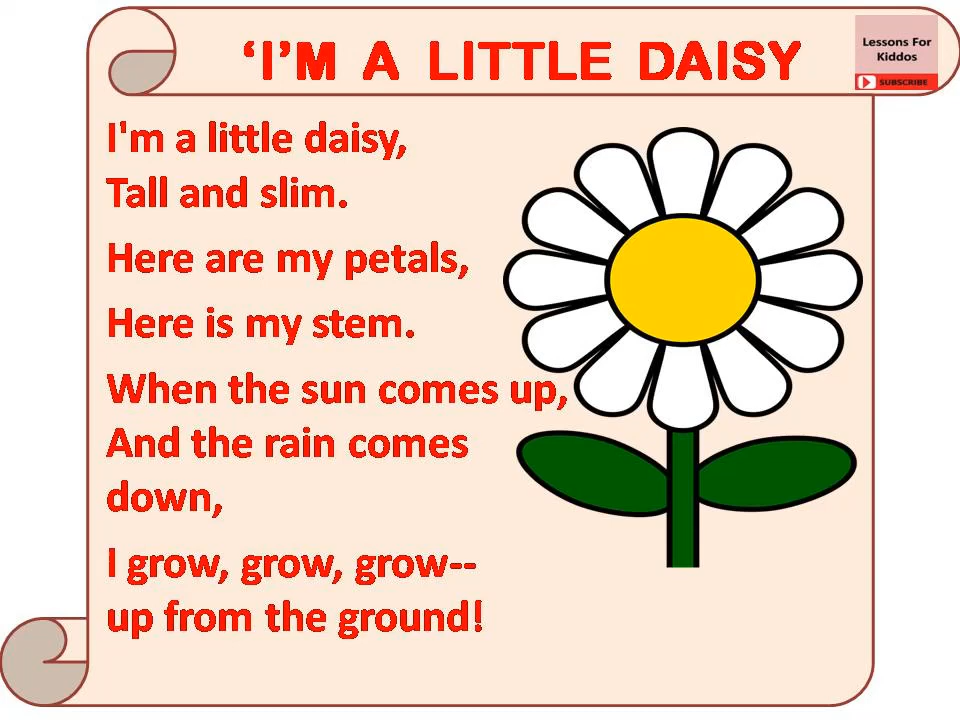 ‘I’M A LITTLE DAISY
Lessons For
Kiddos
SUBSCRIBE
I'm a little daisy,
Tall and slim.
Here are my petals,
Here is my stem.
When the sun comes up,
And the rain comes
down,
I grow, grow, grow--
up from the ground!